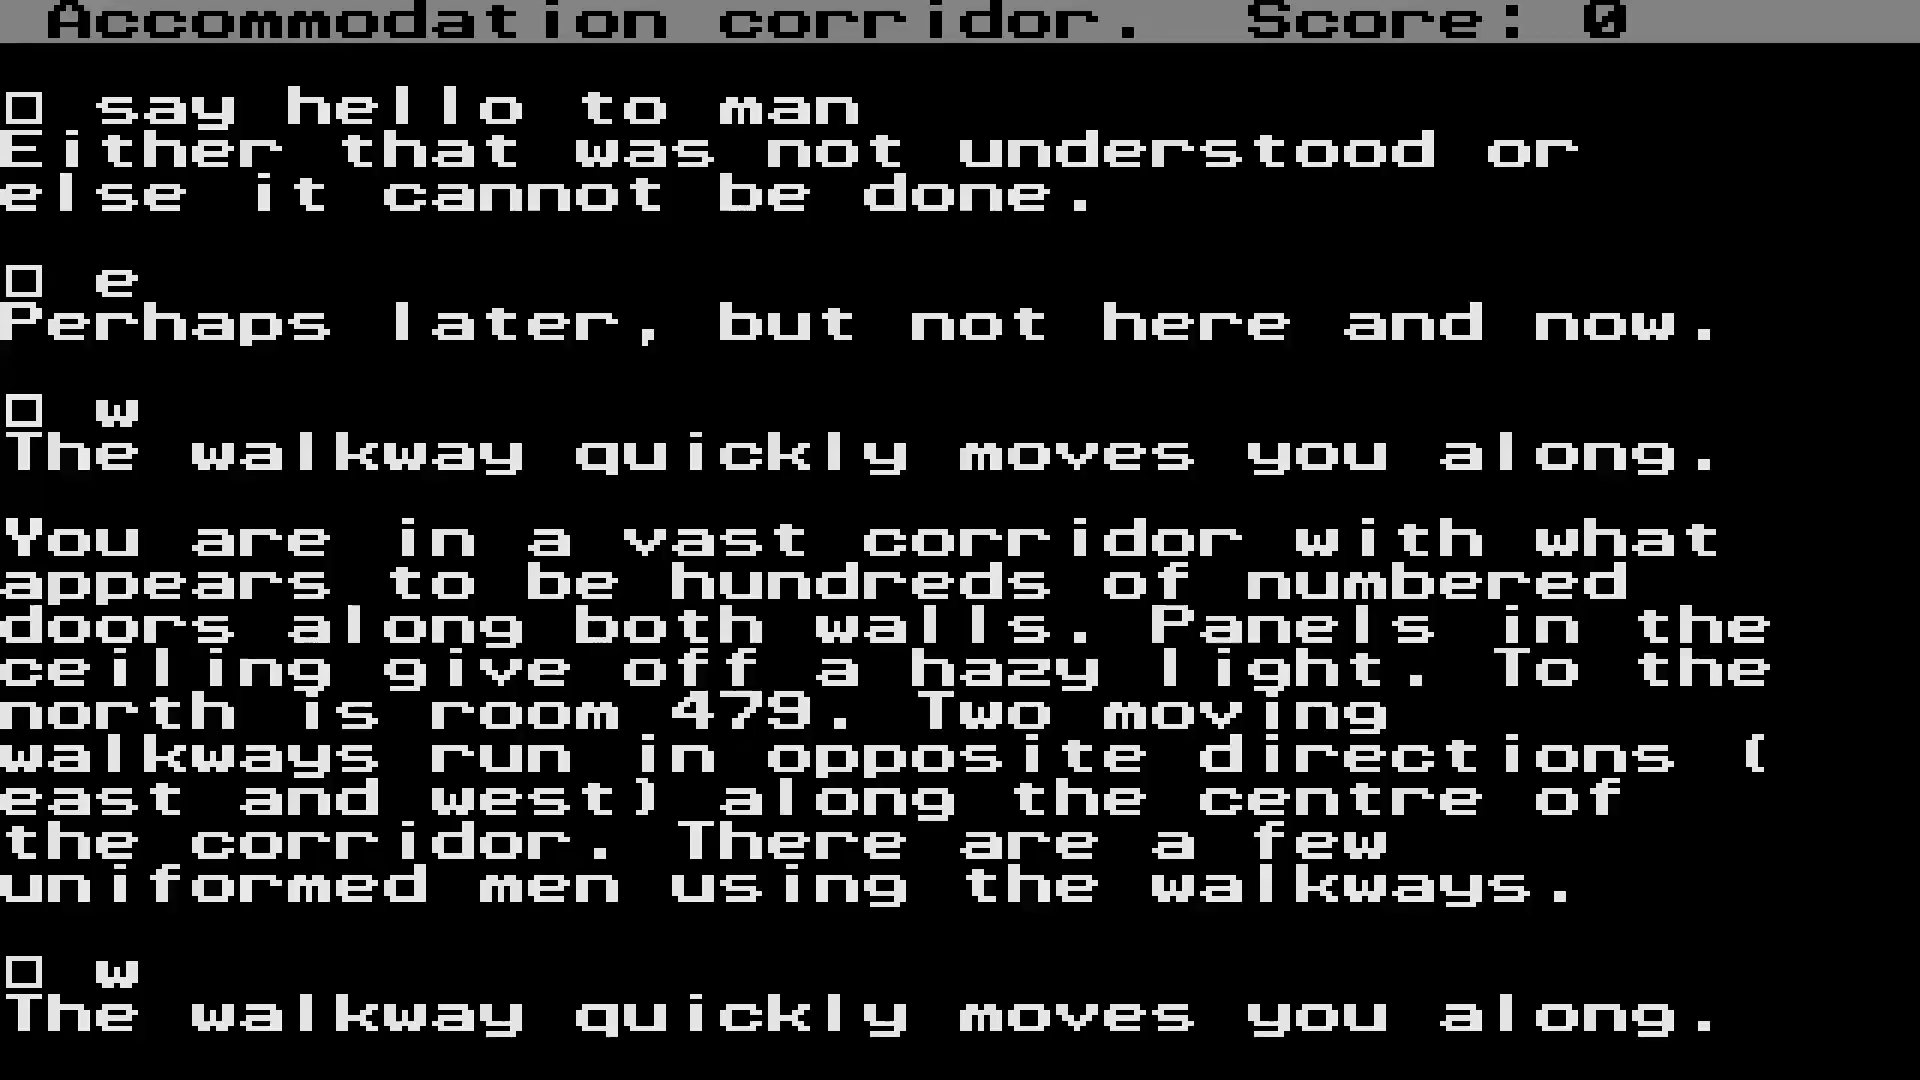 Accommodation corridor. Score: 0
□ say hello to man
Either that was not understood or
else it cannot be done.
□ e
Perhaps later, but not here and now.
□ w
The walkway quickly moves you along.
You are in a vast corridor with what
appears to be hundreds of numbered
doors along both walls. Panels in the
ceiling give off a hazy light. To the
north is room 479. Two moving
walkways run in opposite directions (
east and west) along the centre of
the corridor. There are a few
uniformed men using the walkways.
□ w
The walkway quickly moves you along.